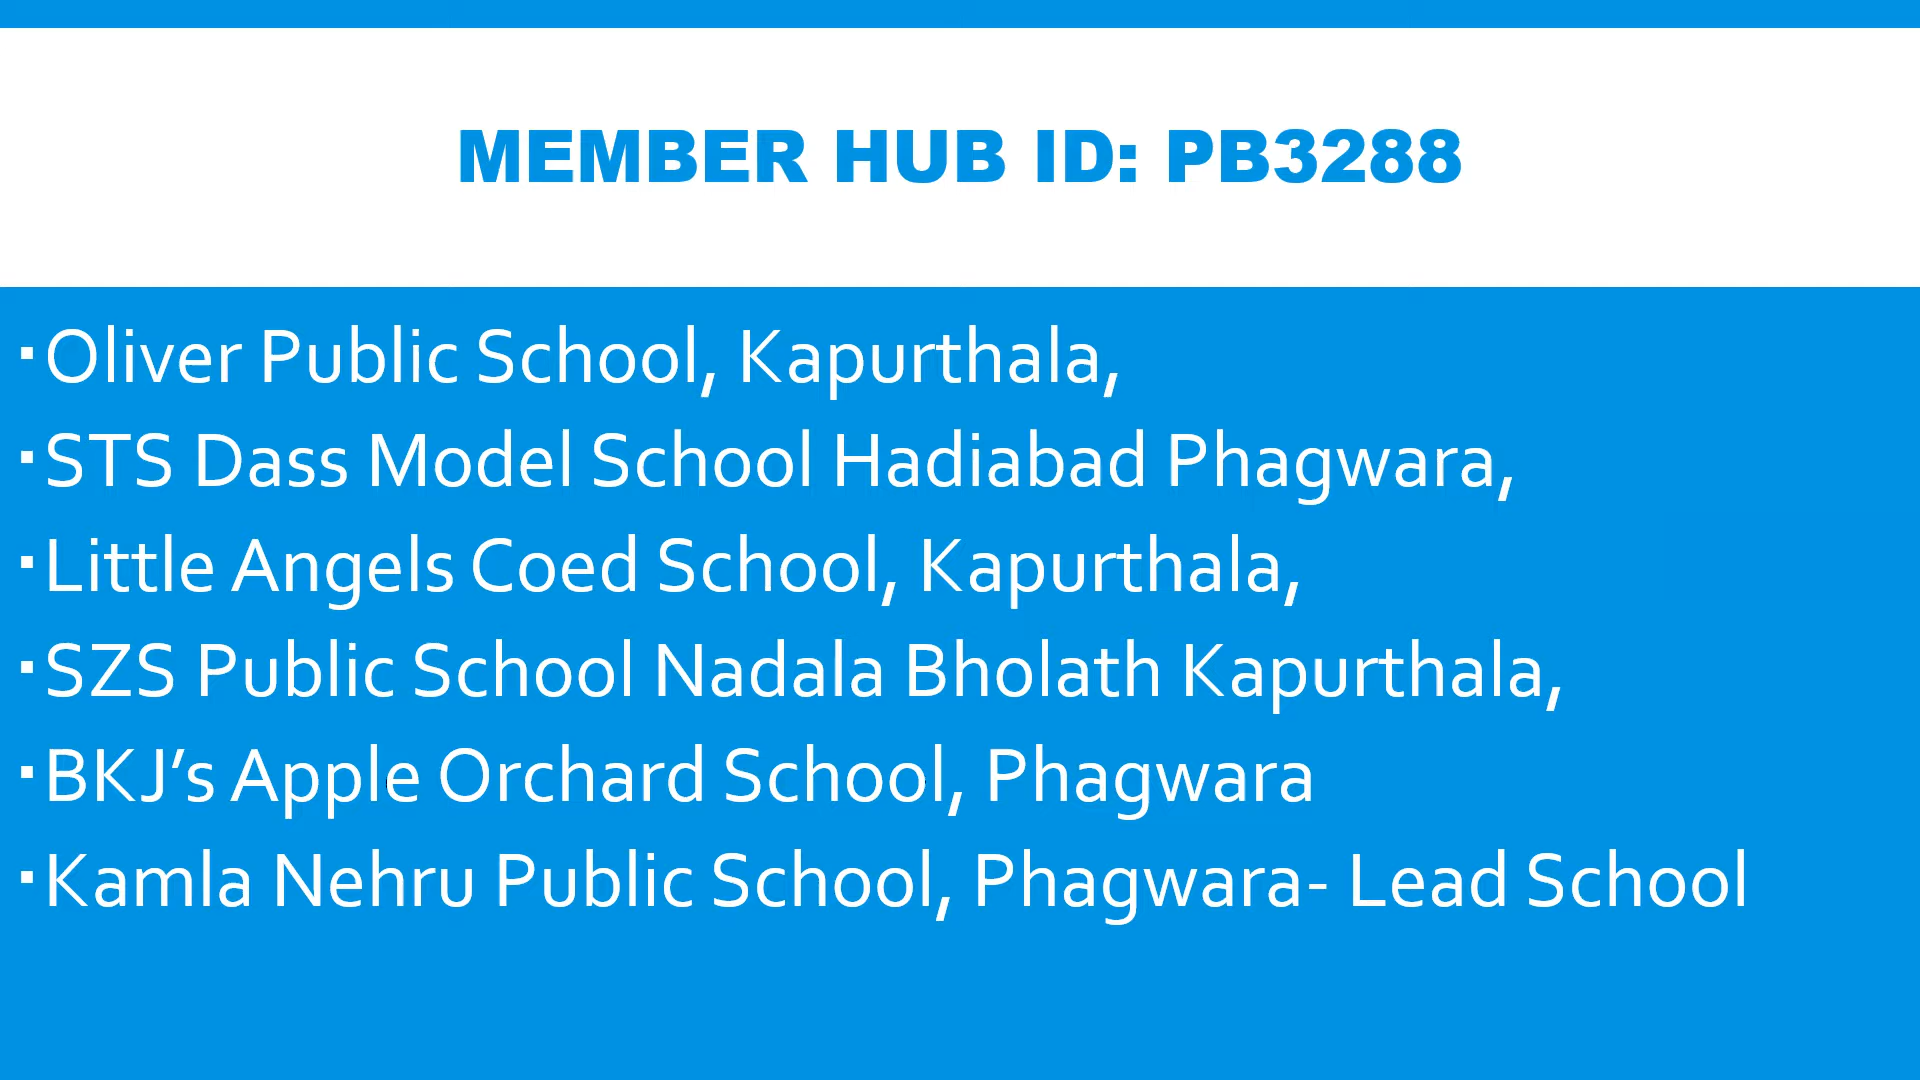 MEMBER HUB ID: PB3288
▪Oliver Public School, Kapurthala,
▪STS Dass Model School Hadiabad Phagwara,
▪Little Angels Coed School, Kapurthala,
▪SZS Public School Nadala Bholath Kapurthala,
▪BKJ’s Apple Orchard School, Phagwara
▪Kamla Nehru Public School, Phagwara- Lead School